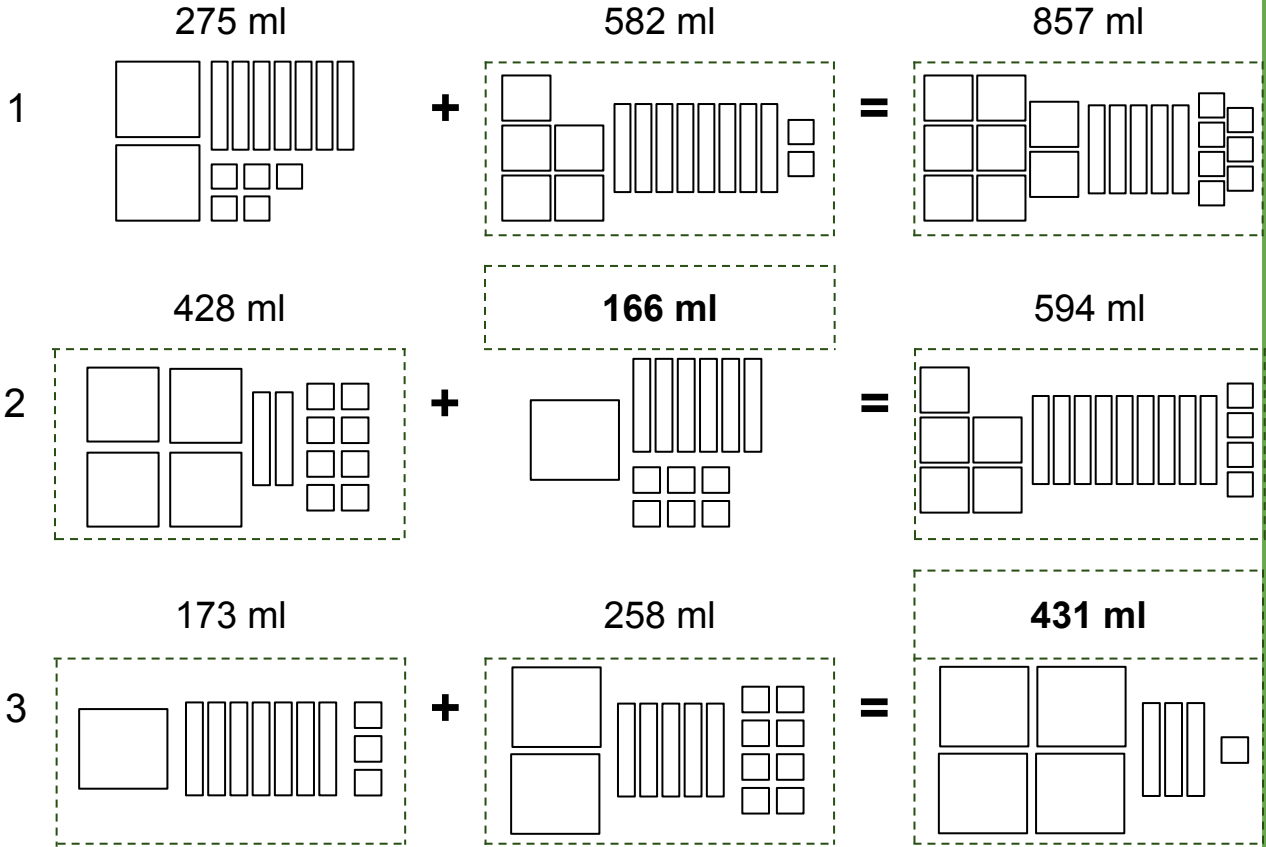 275 ml 582 ml 857 ml
1 + =
428 ml 166 ml 594 ml
2 + =
173 ml 258 ml 431 ml
3 + =